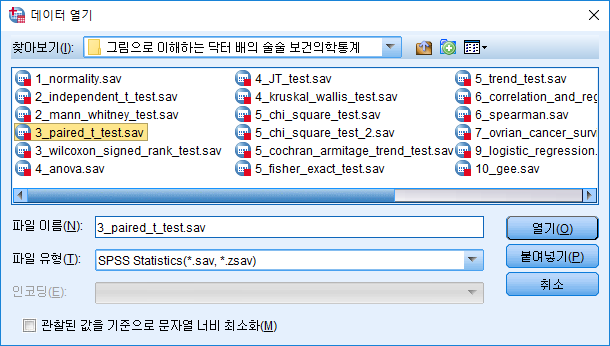 데이터 열기
찾아보기(I): 그림으로 이해하는 닥터 배의 술술 보건의학통계
1_normality.sav
2_independent_t_test.sav
2_mann_whitney_test.sav
3_paired_t_test.sav
3_wilcoxon_signed_rank_test.sav
4_anova.sav
4_JT_test.sav
4_kruskal_wallis_test.sav
5_chi_square_test.sav
5_chi_square_test_2.sav
5_cochran_armitage_trend_test.sav
5_fisher_exact_test.sav
5_trend_test.sav
6_correlation_and_reg
6_spearman.sav
7_ovrian_cancer_survi
9_logistic_regression.
10_gee.sav
파일 이름(N): 3_paired_t_test.sav 열기(O)
파일 유형(T): SPSS Statistics(*.sav, *.zsav) 붙여넣기(P)
인코딩(E): 취소
관찰된 값을 기준으로 문자열 너비 최소화(M)